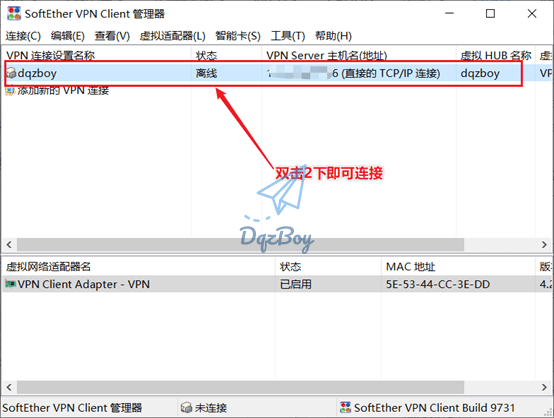 SoftEther VPN Client 管理器
连接(C) 编辑(E) 查看(V) 虚拟适配器(L) 智能卡(S) 工具(T) 帮助(H)
VPN 连接设置名称 状态 VPN Server 主机名(地址) 虚拟 HUB 名称 虚
dqzboy 离线 6 (直接的 TCP/IP 连接) dqzboy VP
添加新的 VPN 连接
双击2下即可连接
DqzBoy
虚拟网络适配器名 状态 MAC 地址 版
VPN Client Adapter - VPN 已启用 5E-53-44-CC-3E-DD 4.2
SoftEther VPN Client 管理器 未连接 SoftEther VPN Client Build 9731